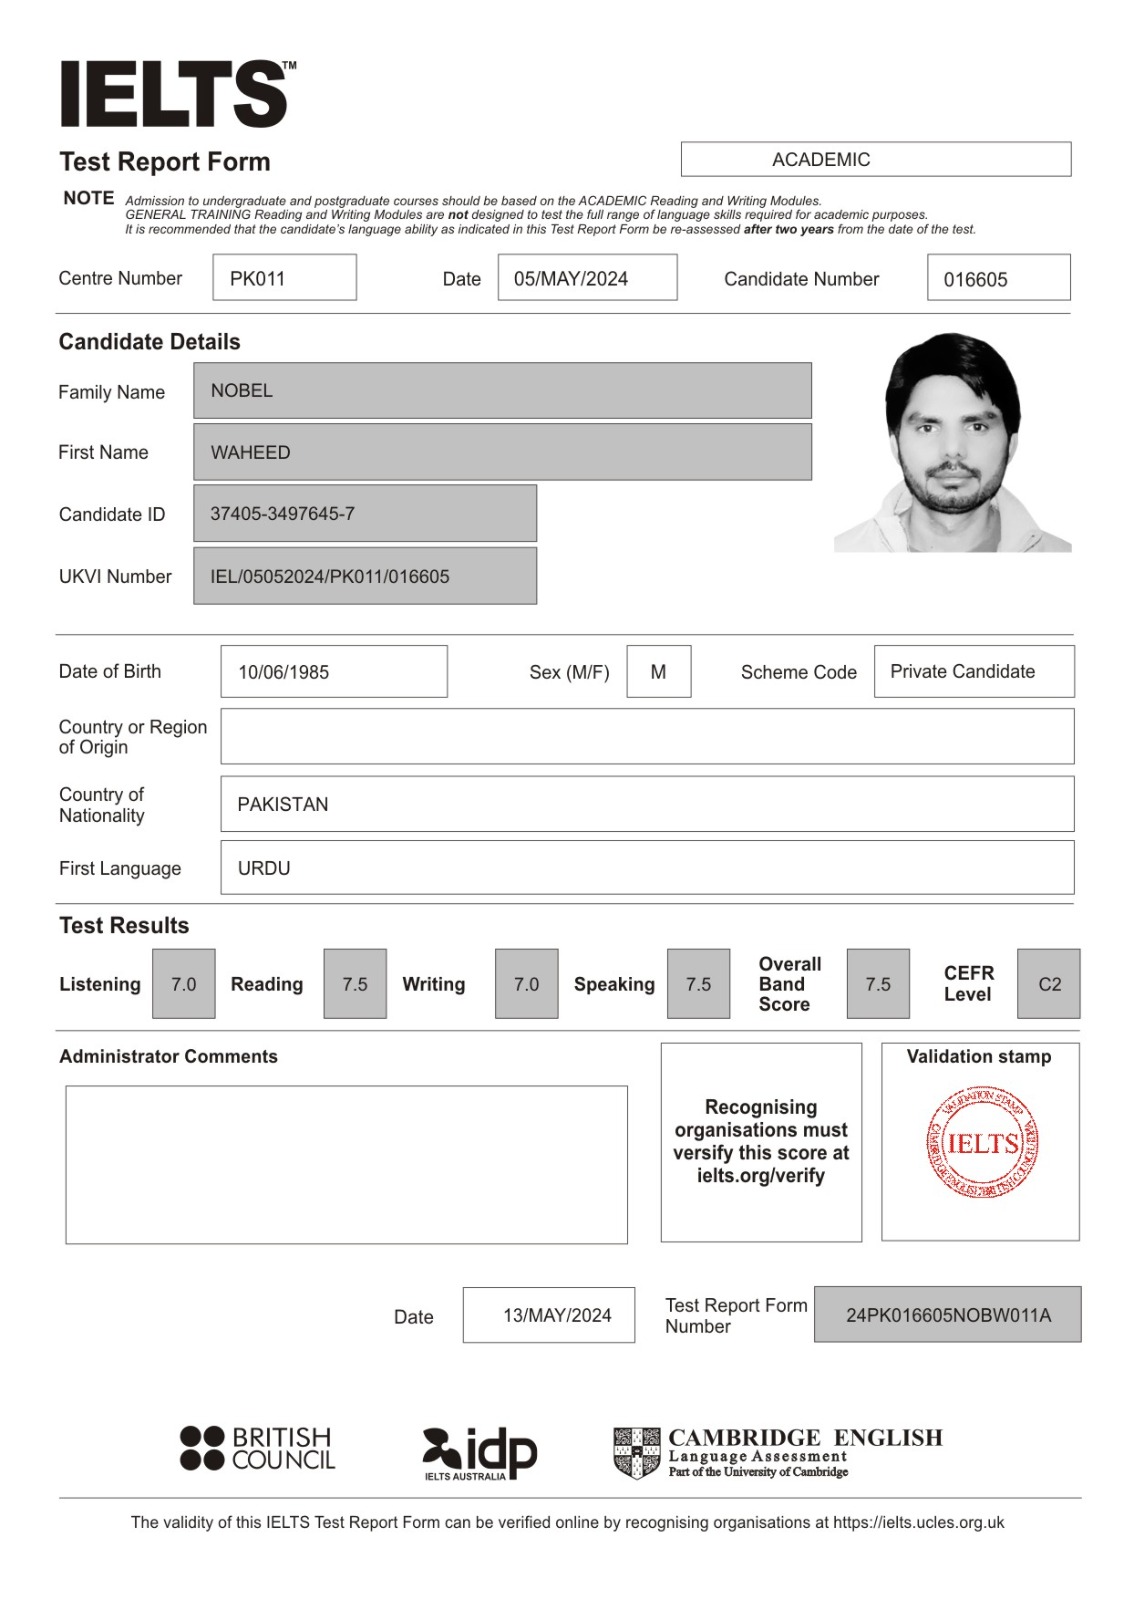 IELTS™
Test Report Form
ACADEMIC
NOTE Admission to undergraduate and postgraduate courses should be based on the ACADEMIC Reading and Writing Modules.
GENERAL TRAINING Reading and Writing Modules are not designed to test the full range of language skills required for academic purposes.
It is recommended that the candidate's language ability as indicated in this Test Report Form be re-assessed after two years from the date of the test.
Centre Number PK011 Date 05/MAY/2024 Candidate Number 016605
Candidate Details
Family Name NOBEL
First Name WAHEED
Candidate ID 37405-3497645-7
UKVI Number IEL/05052024/PK011/016605
Date of Birth 10/06/1985 Sex (M/F) M Scheme Code Private Candidate
Country or Region
of Origin
Country of
Nationality
PAKISTAN
First Language URDU
Test Results
Listening 7.0 Reading 7.5 Writing 7.0 Speaking 7.5
Overall
Band
Score
7.5
CEFR
Level
C2
Administrator Comments
Recognising
organisations must
versify this score at
ielts.org/verify
Validation stamp
VALIDATION STAMP
IELTS
Date 13/MAY/2024
Test Report Form
Number
24PK016605NOBW011A
BRITISH
COUNCIL
idp
IELTS AUSTRALIA
CAMBRIDGE ENGLISH
Language Assessment
Part of the University of Cambridge
The validity of this IELTS Test Report Form can be verified online by recognising organisations at https://ielts.ucles.org.uk